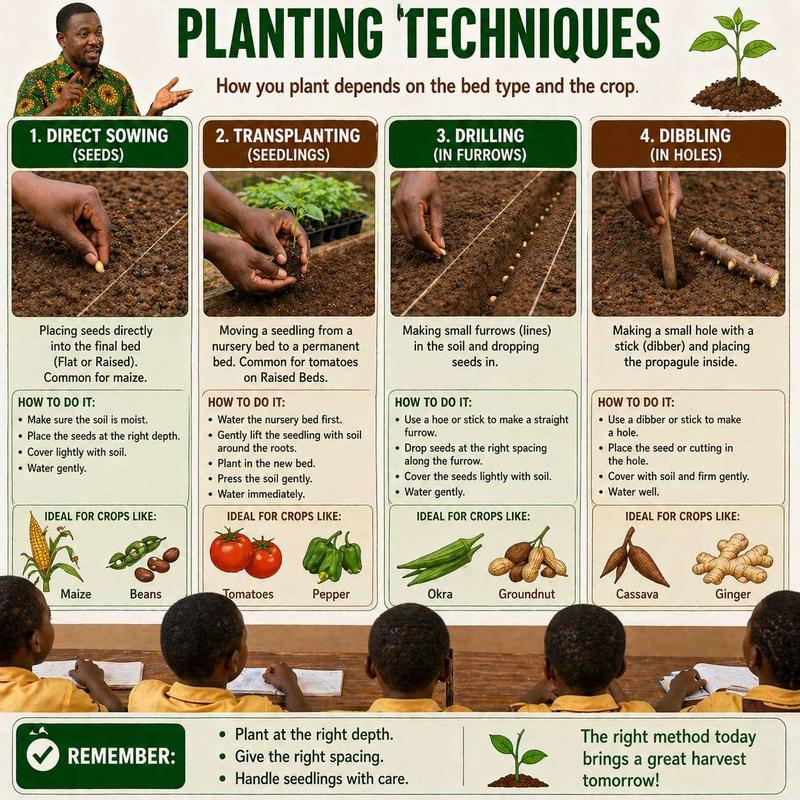 PLANTING TECHNIQUES
How you plant depends on the bed type and the crop.
1. DIRECT SOWING
(SEEDS)
Placing seeds directly
into the final bed
(Flat or Raised).
Common for maize.
HOW TO DO IT:
• Make sure the soil is moist.
• Place the seeds at the right depth.
• Cover lightly with soil.
• Water gently.
IDEAL FOR CROPS LIKE:
Maize
Beans
2. TRANSPLANTING
(SEEDLINGS)
Moving a seedling from a
nursery bed to a permanent
bed. Common for tomatoes
on Raised Beds.
HOW TO DO IT:
• Water the nursery bed first.
• Gently lift the seedling with soil
around the roots.
• Plant in the new bed.
• Press the soil gently.
• Water immediately.
IDEAL FOR CROPS LIKE:
Tomatoes
Pepper
3. DRILLING
(IN FURROWS)
Making small furrows (lines)
in the soil and dropping
seeds in.
HOW TO DO IT:
• Use a hoe or stick to make a straight
furrow.
• Drop seeds at the right spacing
along the furrow.
• Cover the seeds lightly with soil.
• Water gently.
IDEAL FOR CROPS LIKE:
Okra
Groundnut
4. DIBBLING
(IN HOLES)
Making a small hole with a
stick (dibber) and placing
the propagule inside.
HOW TO DO IT:
• Use a dibber or stick to make
a hole.
• Place the seed or cutting in
the hole.
• Cover with soil and firm gently.
• Water well.
IDEAL FOR CROPS LIKE:
Cassava
Ginger
REMEMBER:
• Plant at the right depth.
• Give the right spacing.
• Handle seedlings with care.
The right method today
brings a great harvest
tomorrow!